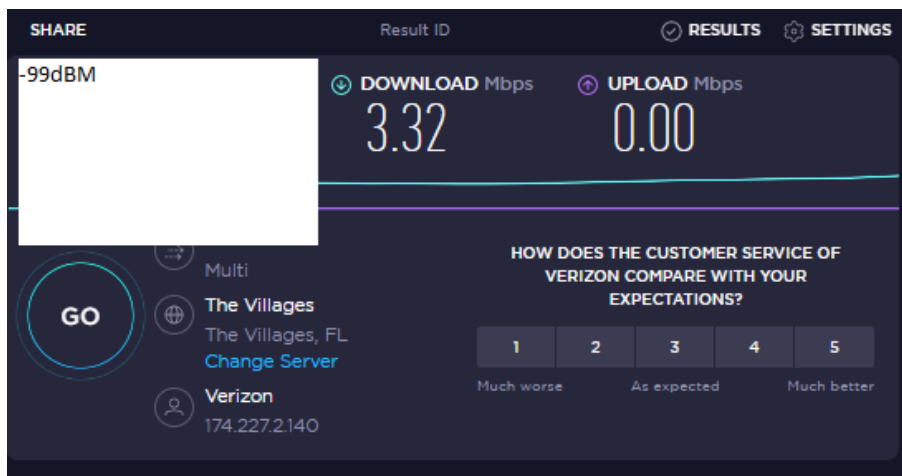 SHARE Result ID RESULTS SETTINGS
-99dBM
DOWNLOAD Mbps UPLOAD Mbps
3.32 0.00
Multi
The Villages
The Villages, FL
Change Server
Verizon
174.227.2.140
GO
HOW DOES THE CUSTOMER SERVICE OF
VERIZON COMPARE WITH YOUR
EXPECTATIONS?
1 2 3 4 5
Much worse As expected Much better